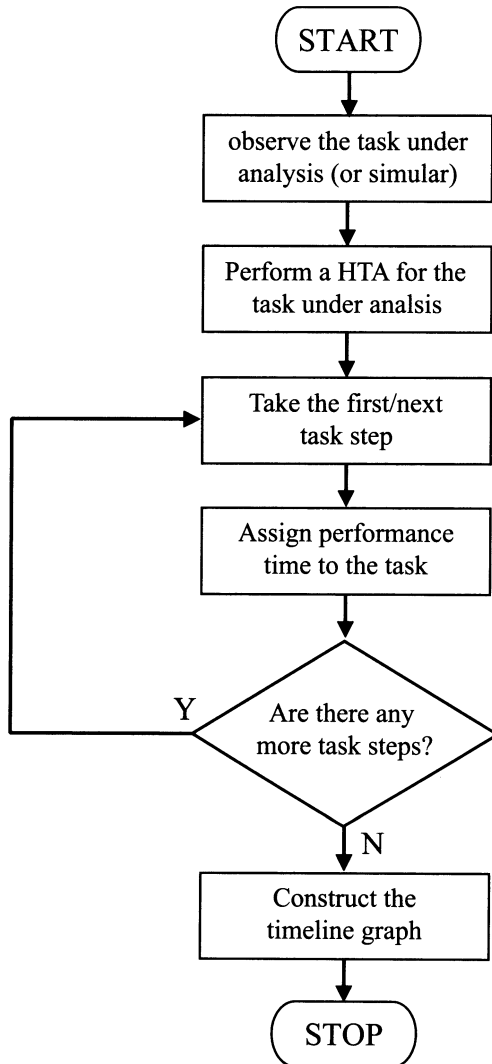 START
observe the task under
analysis (or simular)
Perform a HTA for the
task under analsis
Take the first/next
task step
Assign performance
time to the task
Are there any
more task steps?
Y
N
Construct the
timeline graph
STOP